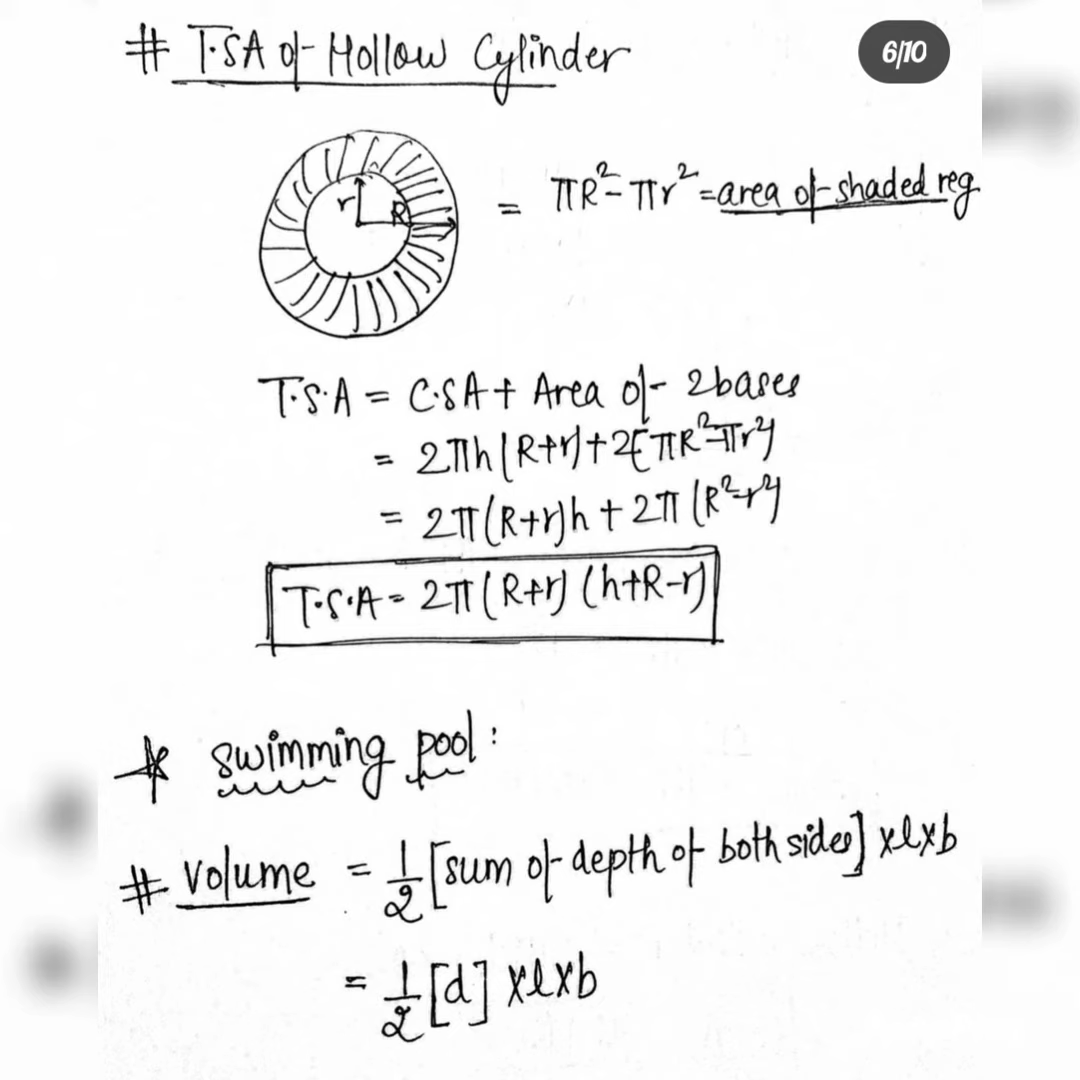 # T.SA of Hollow Cylinder
6/10
r
R
= πR² - πr² = area of shaded reg
T.S.A = C.S.A + Area of 2 bases
= 2πh(R+r) + 2[πR²-πr²]
= 2π(R+r)h + 2π(R²-r²)
T.S.A = 2π(R+r) (h+R-r)
* swimming pool :
# volume = 1/2 [sum of depth of both sides] x l x b
= 1/2 [d] x l x b